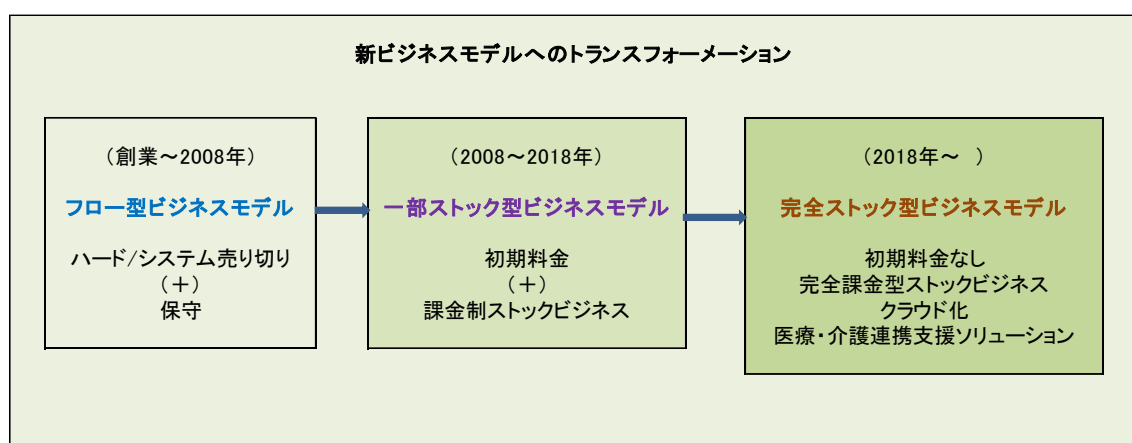 新ビジネスモデルへのトランスフォーメーション
（創業～2008年）
フロー型ビジネスモデル
ハード/システム売り切り
（＋）
保守
（2008～2018年）
一部ストック型ビジネスモデル
初期料金
（＋）
課金制ストックビジネス
（2018年～　）
完全ストック型ビジネスモデル
初期料金なし
完全課金型ストックビジネス
クラウド化
医療・介護連携支援ソリューション